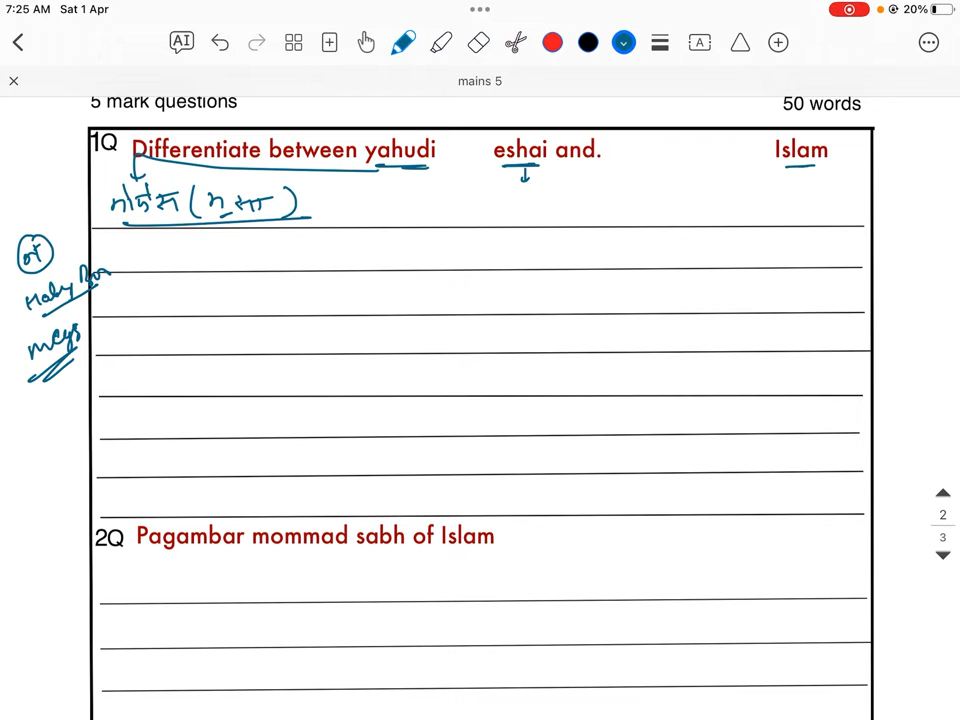 7:25 AM Sat 1 Apr
20%
AI
A
mains 5
5 mark questions
50 words
1Q Differentiate between yahudi eshai and. Islam
2
3
2Q Pagambar mommad sabh of Islam